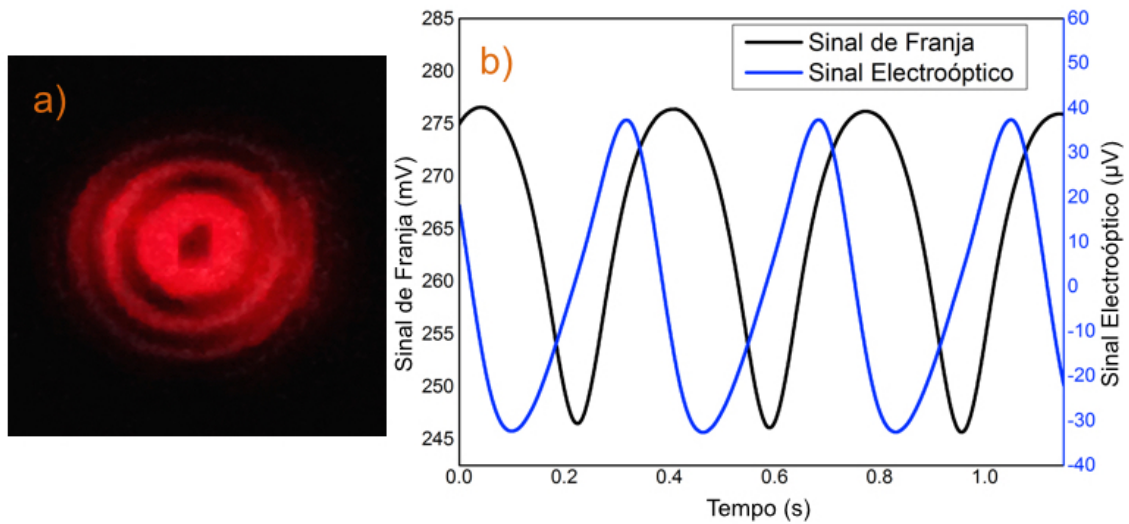 a)
b)
Sinal de Franja
Sinal Electroóptico
Sinal de Franja (mV)
285
280
275
270
265
260
255
250
245
0.0 0.2 0.4 0.6 0.8 1.0
Tempo (s)
60
50
40
30
20
10
0
-10
-20
-30
-40
Sinal Electroóptico (µV)